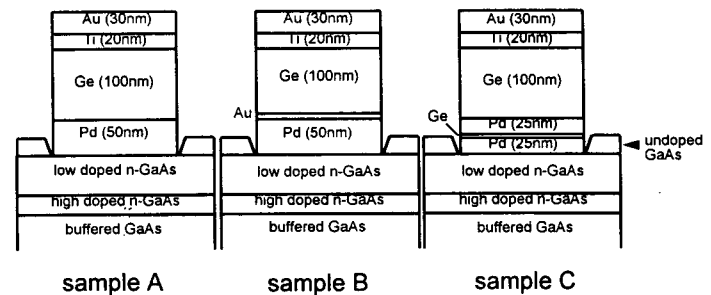 Au (30nm)
Ti (20nm)
Ge (100nm)
Pd (50nm)
low doped n-GaAs
high doped n-GaAs
buffered GaAs
sample A
Au (30nm)
Ti (20nm)
Ge (100nm)
Au
Pd (50nm)
low doped n-GaAs
high doped n-GaAs
buffered GaAs
sample B
Au (30nm)
Ti (20nm)
Ge (100nm)
Ge
Pd (25nm)
Pd (25nm)
undoped
GaAs
low doped n-GaAs
high doped n-GaAs
buffered GaAs
sample C